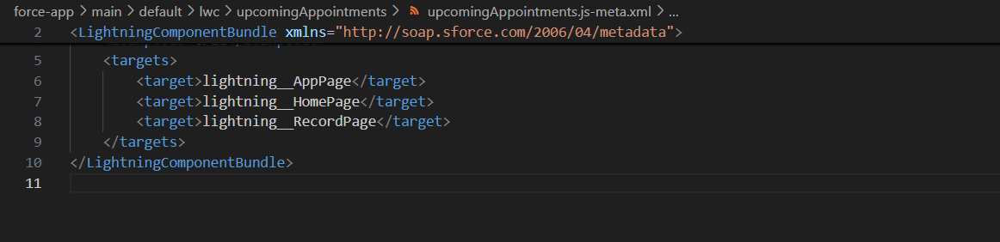 force-app > main > default > lwc > upcomingAppointments > upcomingAppointments.js-meta.xml > ...
2 <LightningComponentBundle xmlns="http://soap.sforce.com/2006/04/metadata">
5 <targets>
6 <target>lightning__AppPage</target>
7 <target>lightning__HomePage</target>
8 <target>lightning__RecordPage</target>
9 </targets>
10 </LightningComponentBundle>
11